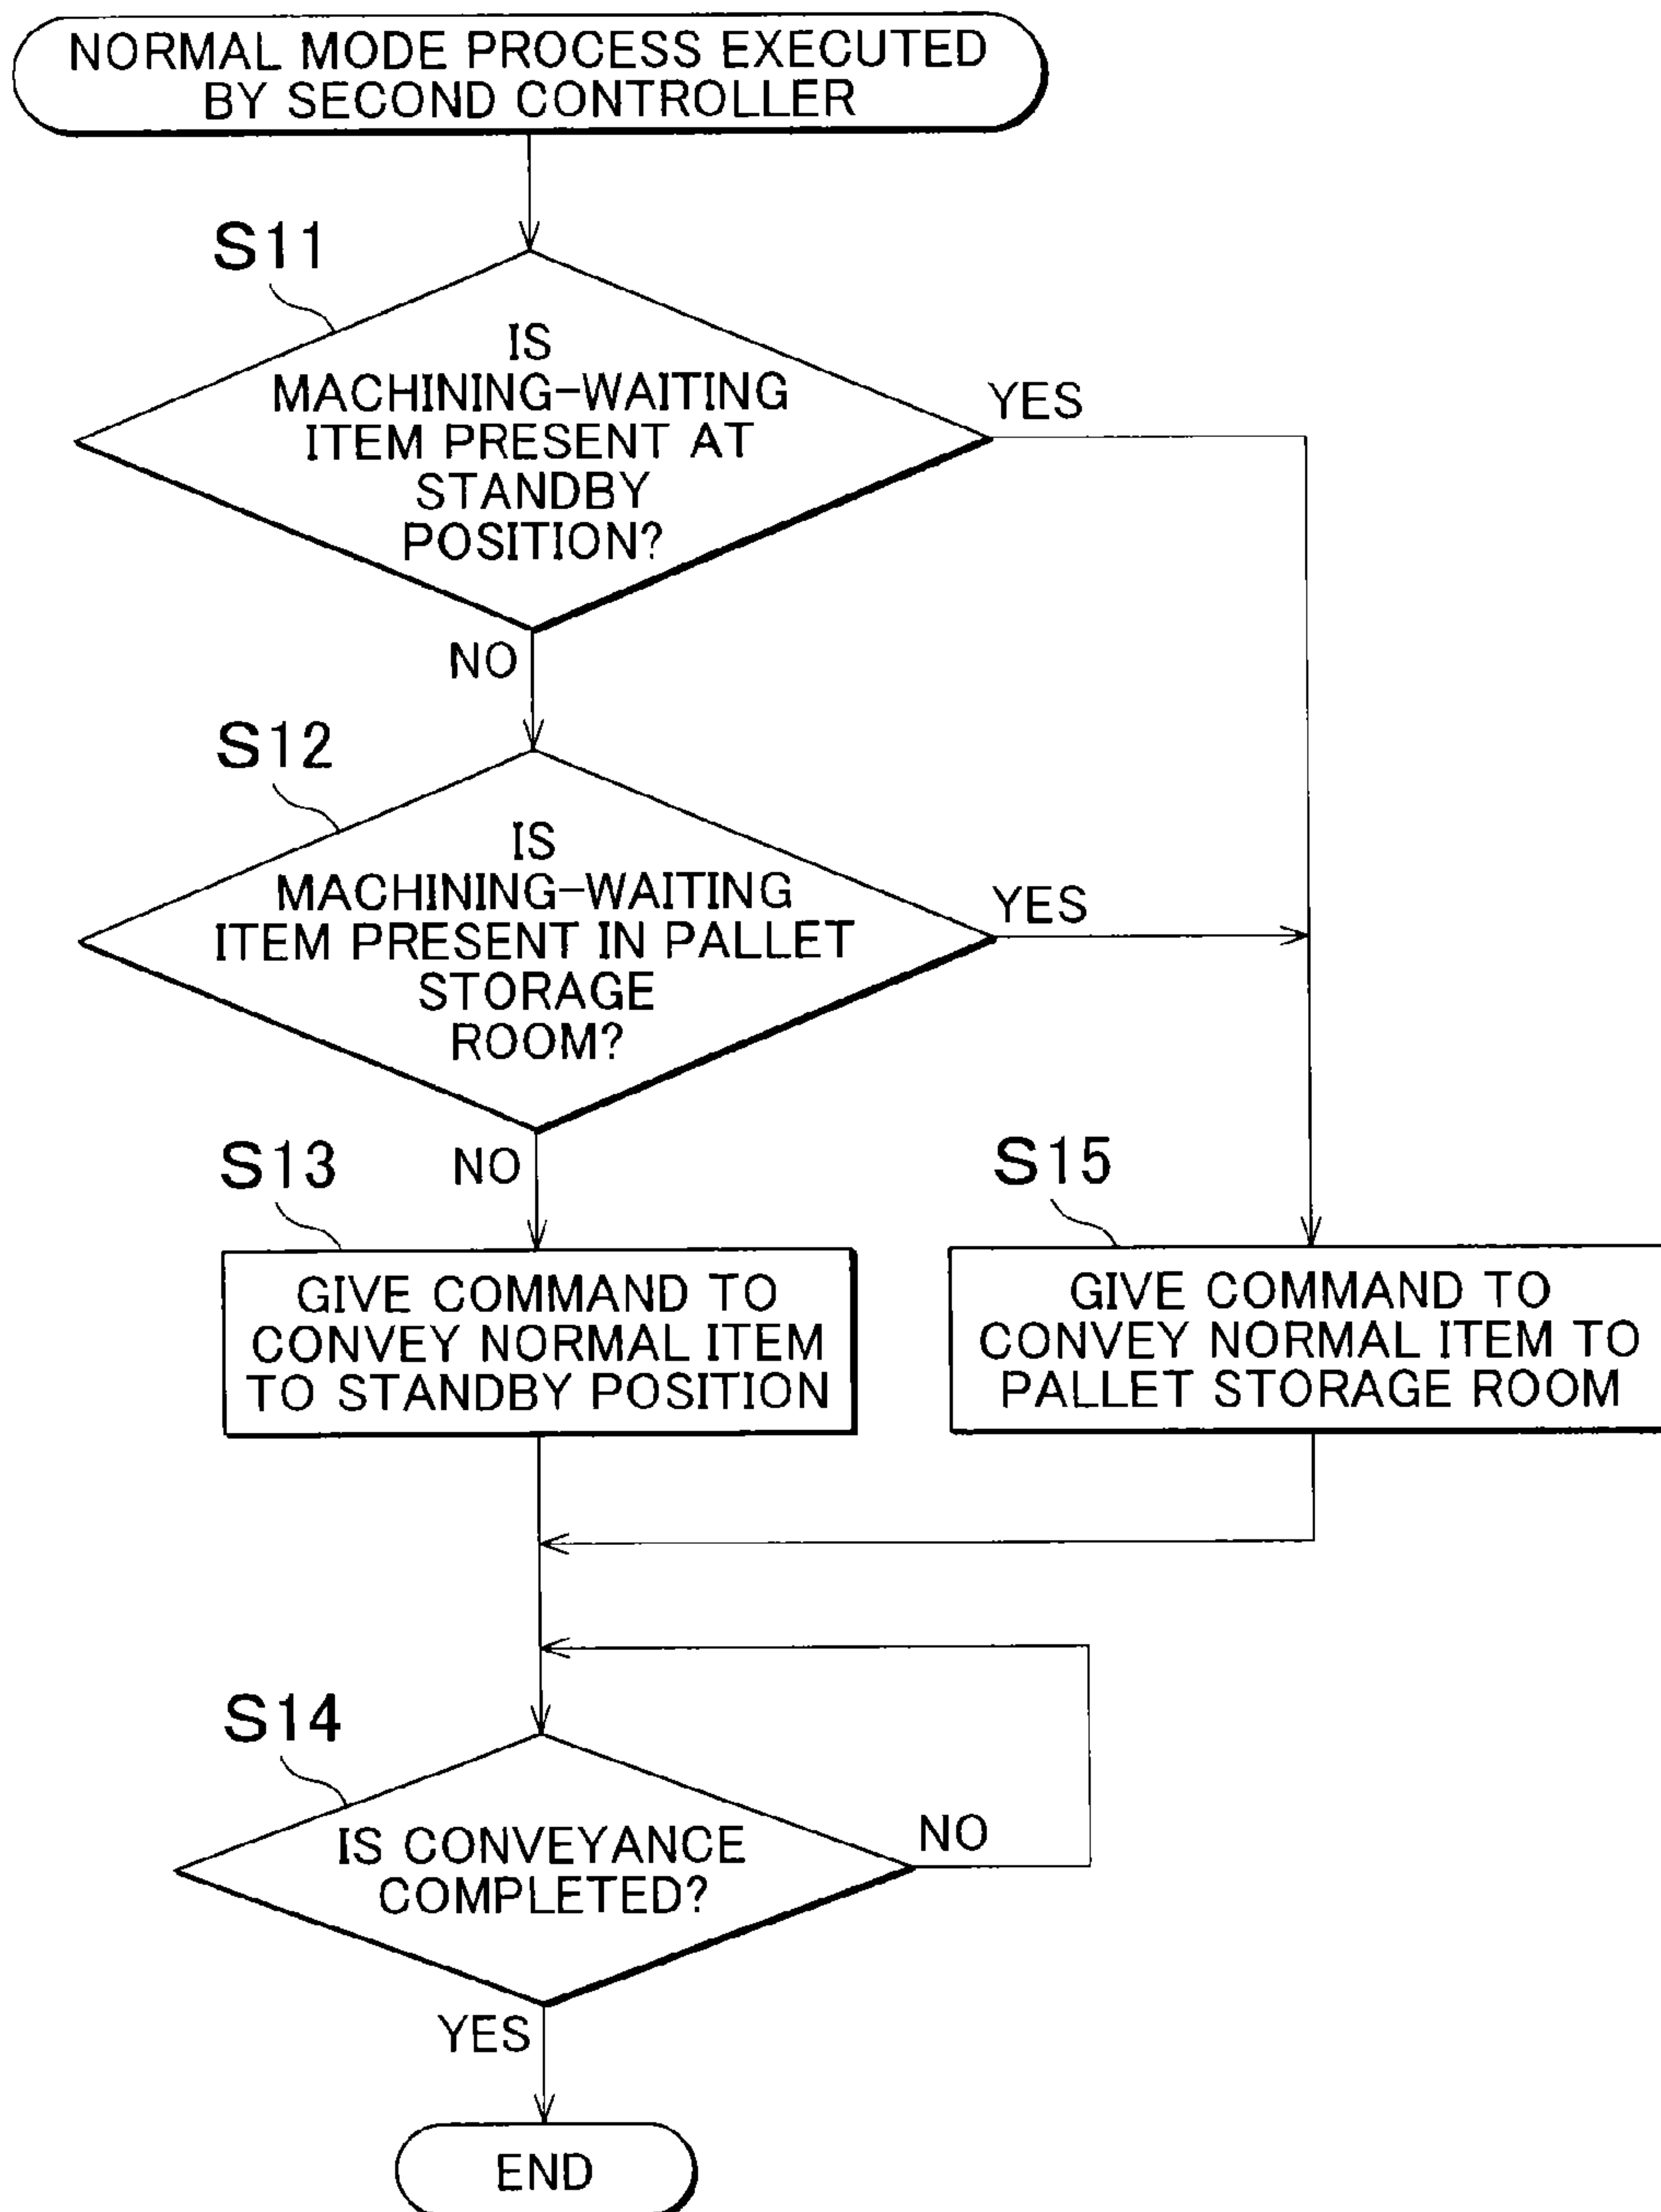 NORMAL MODE PROCESS EXECUTED
BY SECOND CONTROLLER
S11
IS
MACHINING-WAITING
ITEM PRESENT AT
STANDBY
POSITION?
YES
NO
S12
IS
MACHINING-WAITING
ITEM PRESENT IN PALLET
STORAGE
ROOM?
YES
NO
S13
GIVE COMMAND TO
CONVEY NORMAL ITEM
TO STANDBY POSITION
S15
GIVE COMMAND TO
CONVEY NORMAL ITEM TO
PALLET STORAGE ROOM
S14
IS CONVEYANCE
COMPLETED?
NO
YES
END